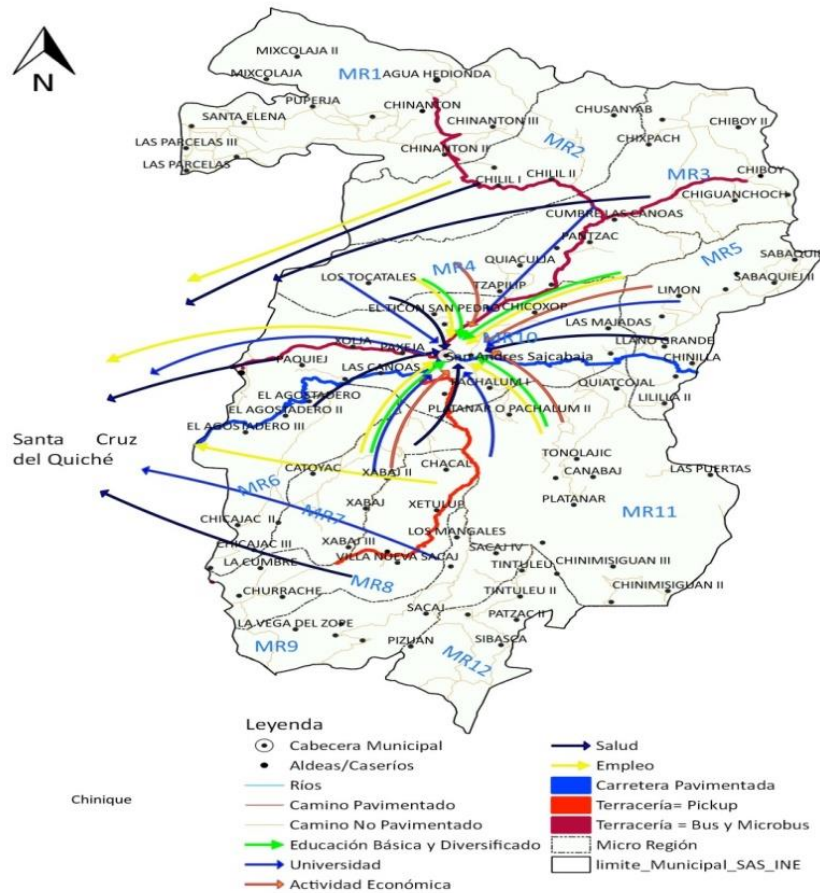 N
MIXCOLAJA II
MR1
AGUA HEDIONDA
MIXCOLAJA
PUPERJA
CHINANTON
CHUSANYAB
SANTA ELENA
CHINANTON III
CHIBOY II
MR2
CHIXPACH
LAS PARCELAS III
CHINANTON II
LAS PARCELAS
CHILIL I
CHILIL II
MR3
CHIBOY
CHIGUANCHOCH
CUMBRE LAS CANOAS
PANTZAC
MR4
QUIACUIJA
MR5
SABAQUIEJ
LOS TOCATALES
TZAPILIP
LIMON
SABAQUIEJ II
EL TICON SAN PEDRO
CHICOXOP
LAS MAJADAS
MR10
XOLJA
PAXEJA
San Andres Sajcabaja
LLANO GRANDE
PAQUIEJ
CHINILLA
LAS CANOAS
PACHALUM I
QUIATCOJAL
EL AGOSTADERO
LILILIA II
EL AGOSTADERO II
PLATANAR O PACHALUM II
EL AGOSTADERO III
Santa Cruz
del Quiché
TONOLAJIC
CATOYAC
XABAJ II
CHACAL
CANABAJ
LAS PUERTAS
MR6
XABAJ
XETULUP
PLATANAR
MR11
CHICAJAC II
MR7
XABAJ III
LOS MANGALES
CHICAJAC III
SACAJ IV
LA CUMBRE
VILLA NUEVA SACAJ
TINTULEU
CHINIMISIGUAN III
MR8
CHURRACHE
TINTULEU II
CHINIMISIGUAN II
SACAJ
PATZAC II
LA VEGA DEL ZOPE
PIZUAN
SIBASCA
MR9
MR12
Leyenda
Cabecera Municipal
Aldeas/Caseríos
Ríos
Camino Pavimentado
Camino No Pavimentado
Educación Básica y Diversificado
Universidad
Actividad Económica
Salud
Empleo
Carretera Pavimentada
Terracería= Pickup
Terracería = Bus y Microbus
Micro Región
limite_Municipal_SAS_INE
Chinique